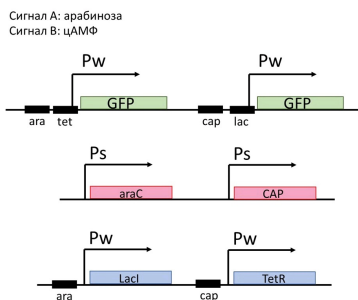 Сигнал А: арабиноза
Сигнал В: цАМФ
Pw Pw
GFP GFP
ara tet cap lac
Ps Ps
araC CAP
Pw Pw
LacI TetR
ara cap